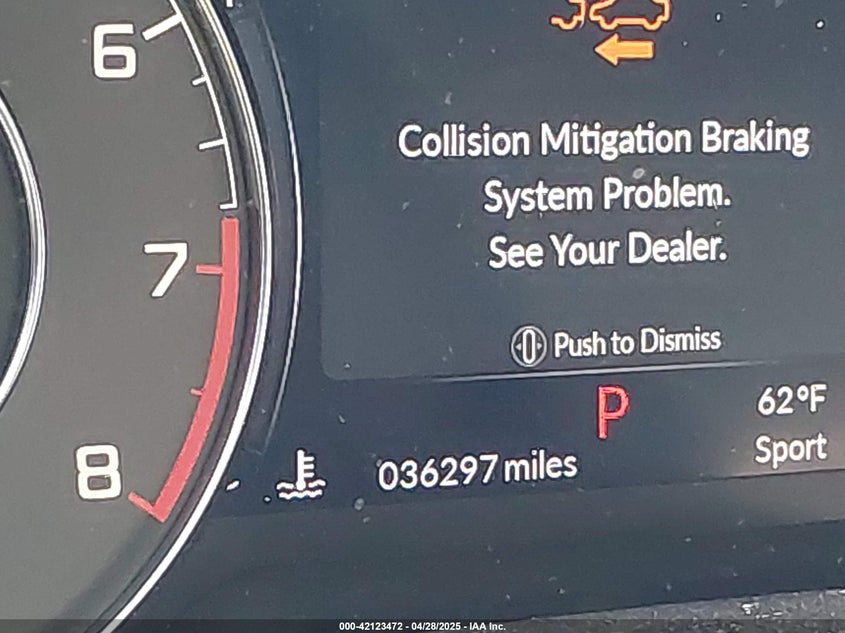 6
Collision Mitigation Braking
System Problem.
See Your Dealer.
7
Push to Dismiss
P
62°F
8
036297 miles
Sport
000-42123472 - 04/28/2025 - IAA Inc.